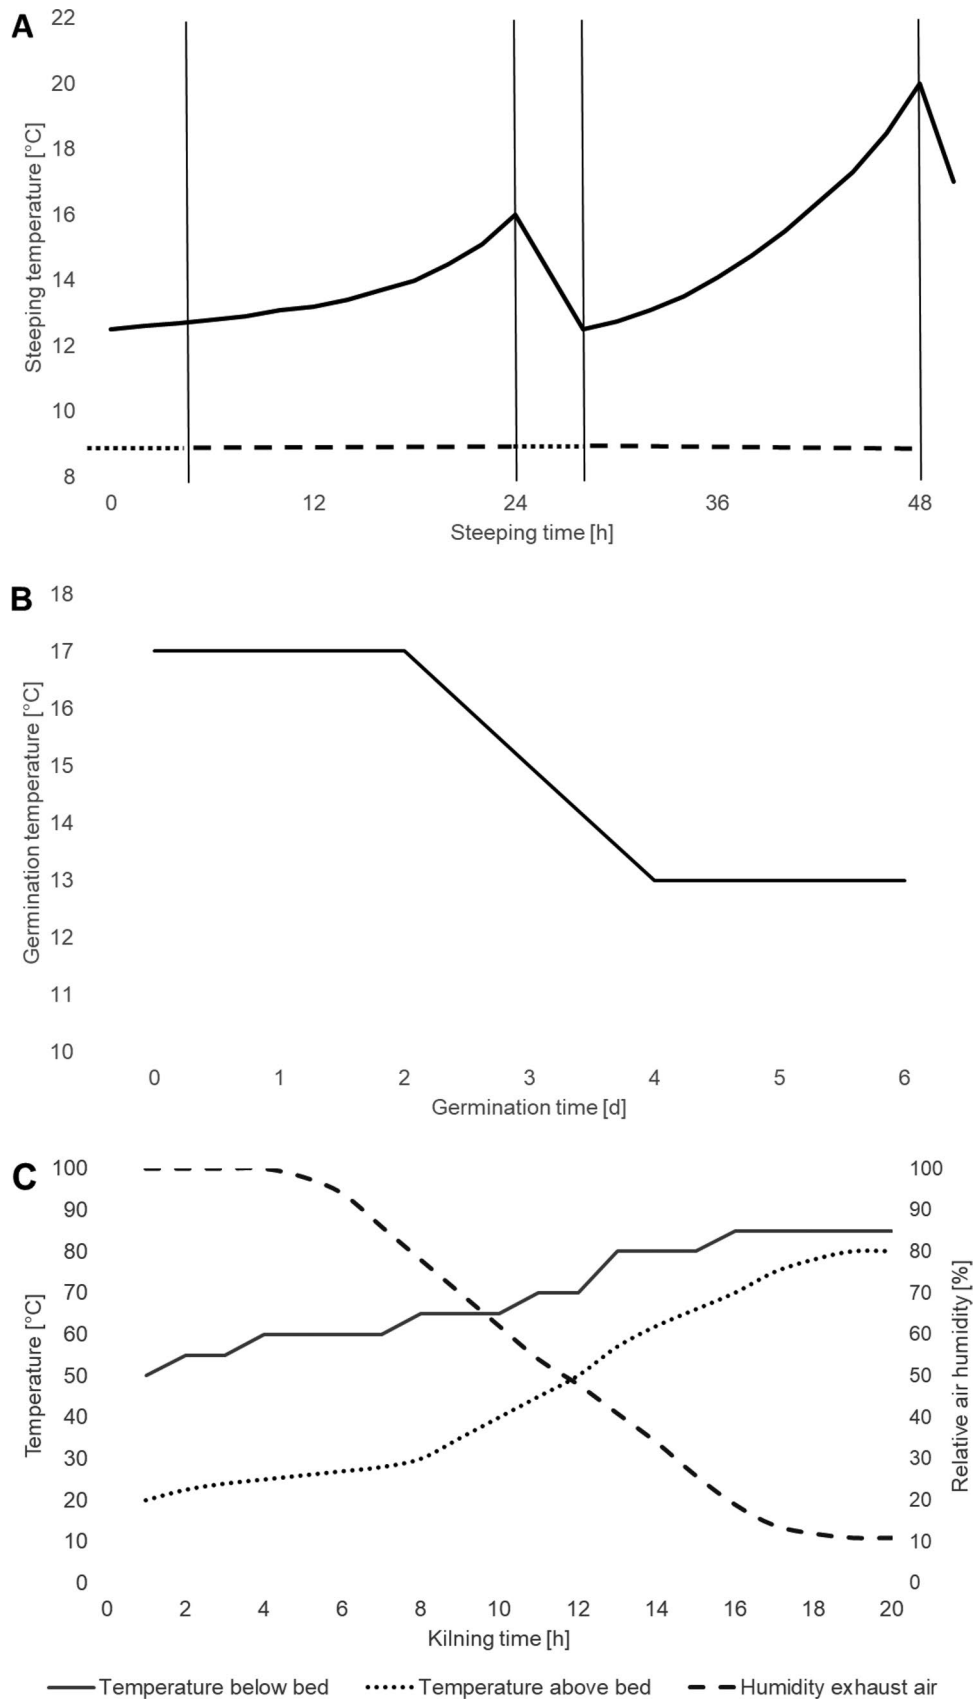 A
22
20
18
16
14
12
10
8
Steeping temperature [°C]
0 12 24 36 48
Steeping time [h]
B
18
17
16
15
14
13
12
11
10
Germination temperature [°C]
0 1 2 3 4 5 6
Germination time [d]
C
100 100
90 90
80 80
70 70
60 60
50 50
40 40
30 30
20 20
10 10
0 0
Temperature [°C]
Relative air humidity [%]
0 2 4 6 8 10 12 14 16 18 20
Kilning time [h]
Temperature below bed Temperature above bed Humidity exhaust air